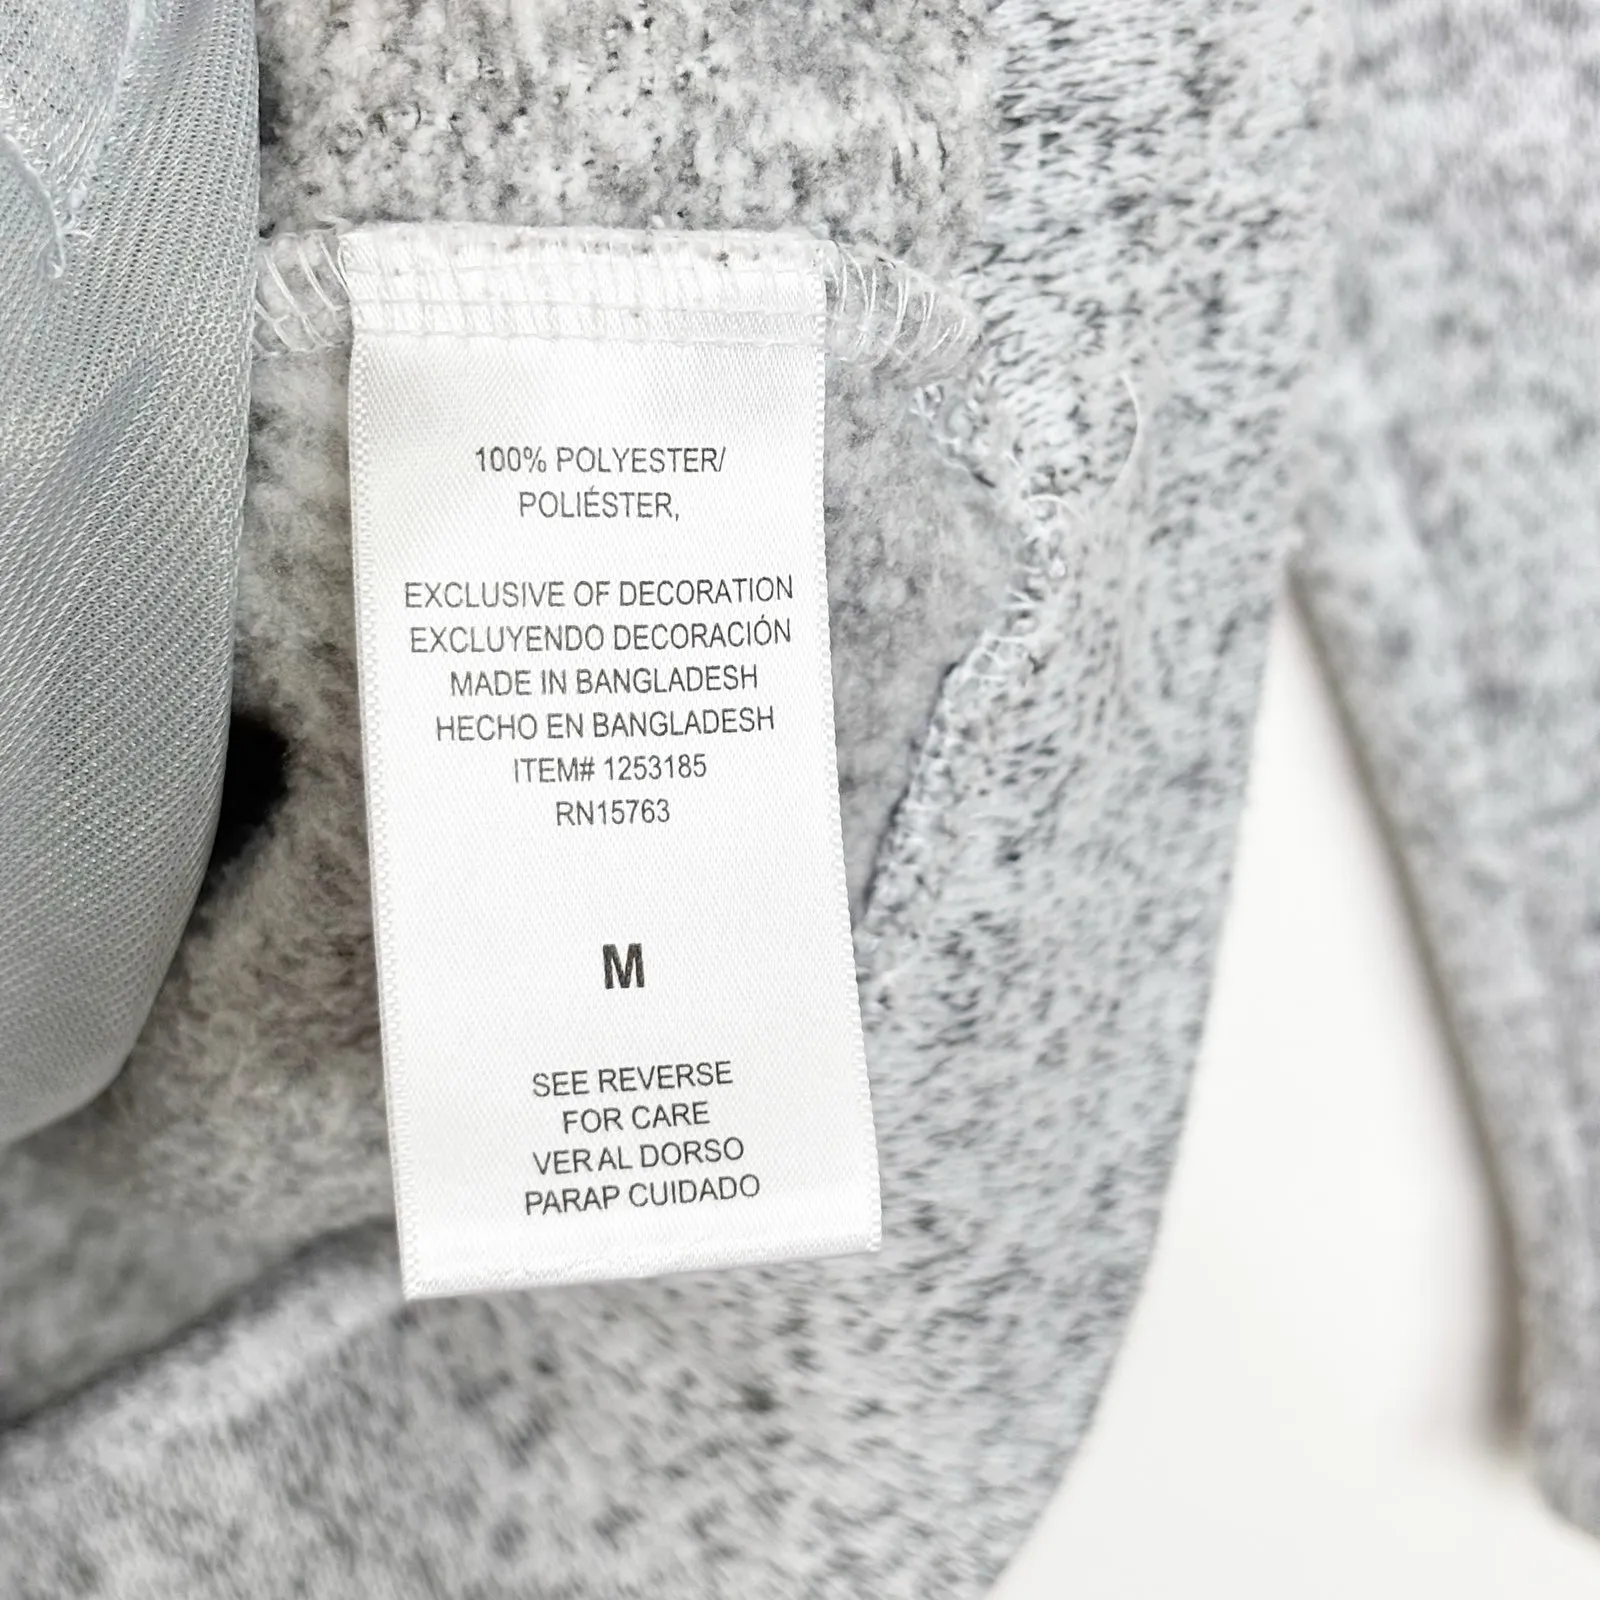 100% POLYESTER/
POLIÉSTER,
EXCLUSIVE OF DECORATION
EXCLUYENDO DECORACIÓN
MADE IN BANGLADESH
HECHO EN BANGLADESH
ITEM# 1253185
RN15763
M
SEE REVERSE
FOR CARE
VER AL DORSO
PARAP CUIDADO